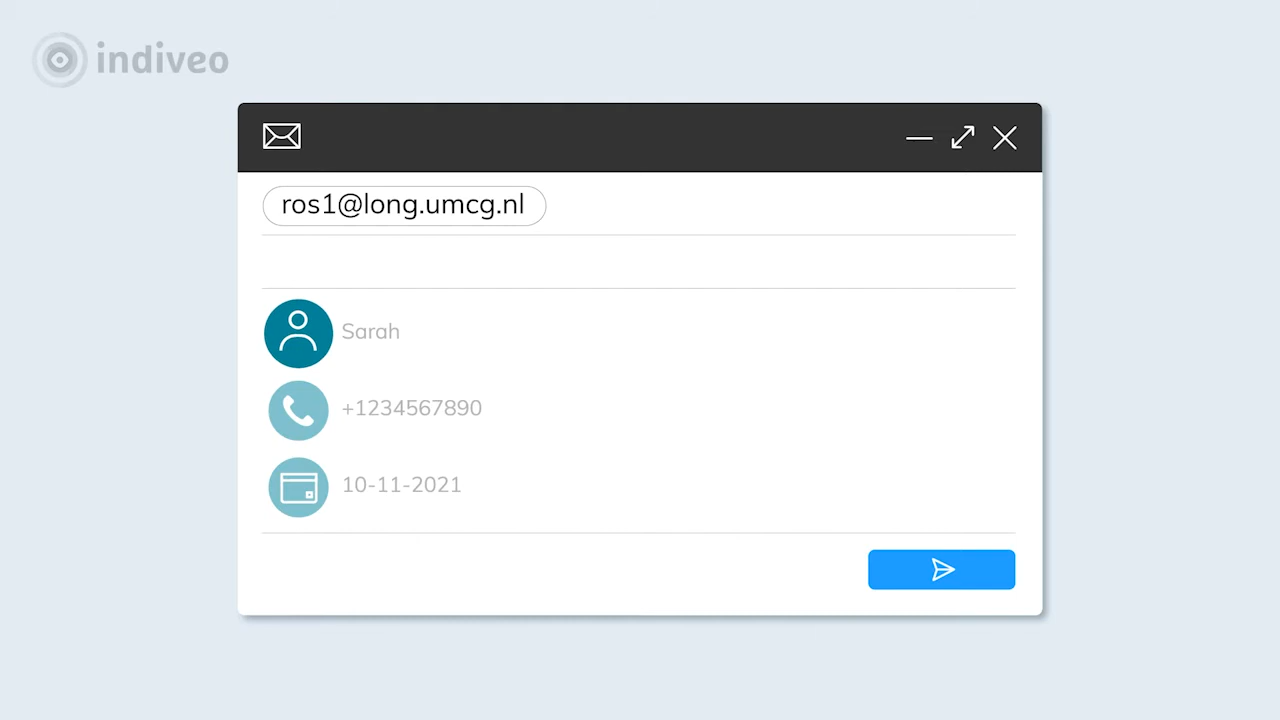 indiveo
ros1@long.umcg.nl
Sarah
+1234567890
10-11-2021